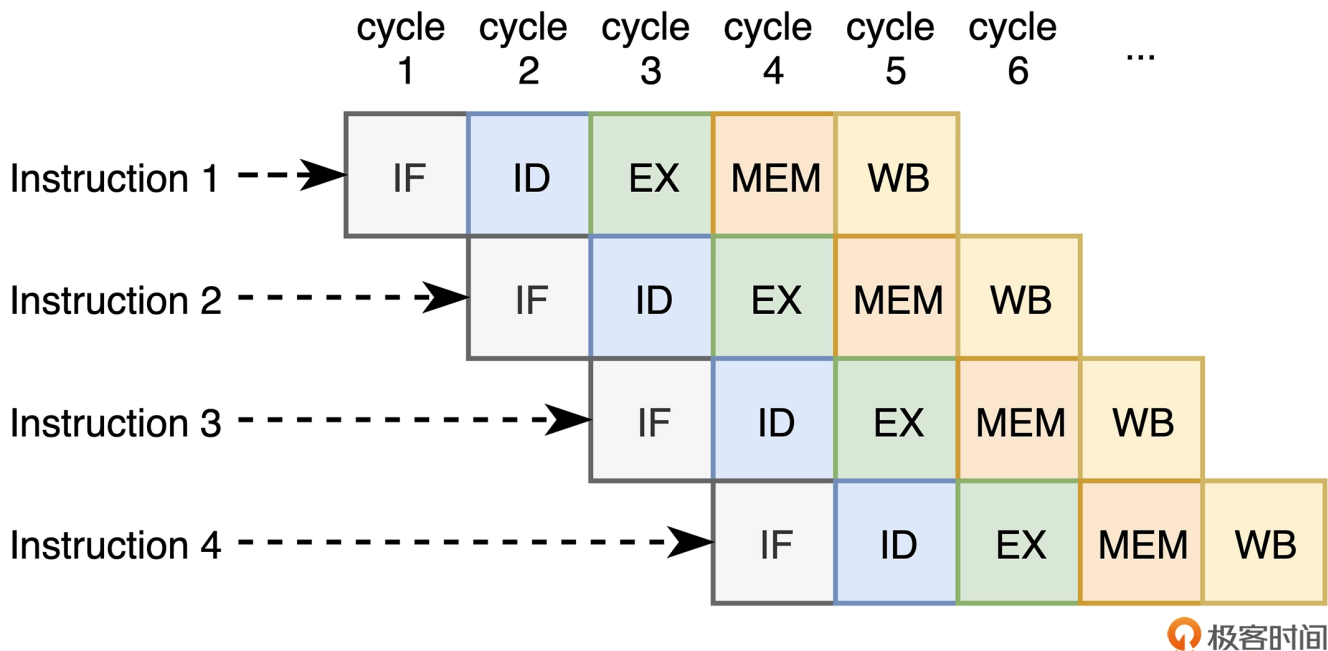 cycle cycle cycle cycle cycle cycle ...
1 2 3 4 5 6
Instruction 1 IF ID EX MEM WB
Instruction 2 IF ID EX MEM WB
Instruction 3 IF ID EX MEM WB
Instruction 4 IF ID EX MEM WB
极客时间